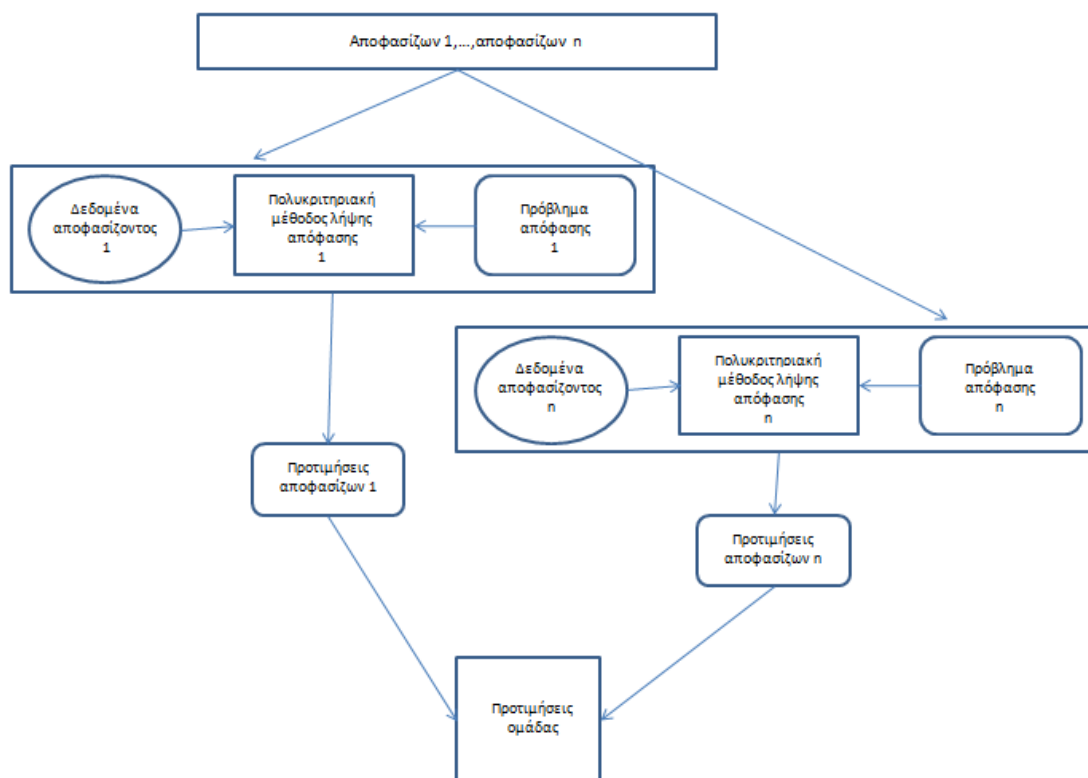 Αποφασίζων 1,...,αποφασίζων n
Δεδομένα
αποφασίζοντος
1
Πολυκριτηριακή
μέθοδος λήψης
απόφασης
1
Πρόβλημα
απόφασης
1
Δεδομένα
αποφασίζοντος
n
Πολυκριτηριακή
μέθοδος λήψης
απόφασης
n
Πρόβλημα
απόφασης
n
Προτιμήσεις
αποφασίζων 1
Προτιμήσεις
αποφασίζων n
Προτιμήσεις
ομάδας